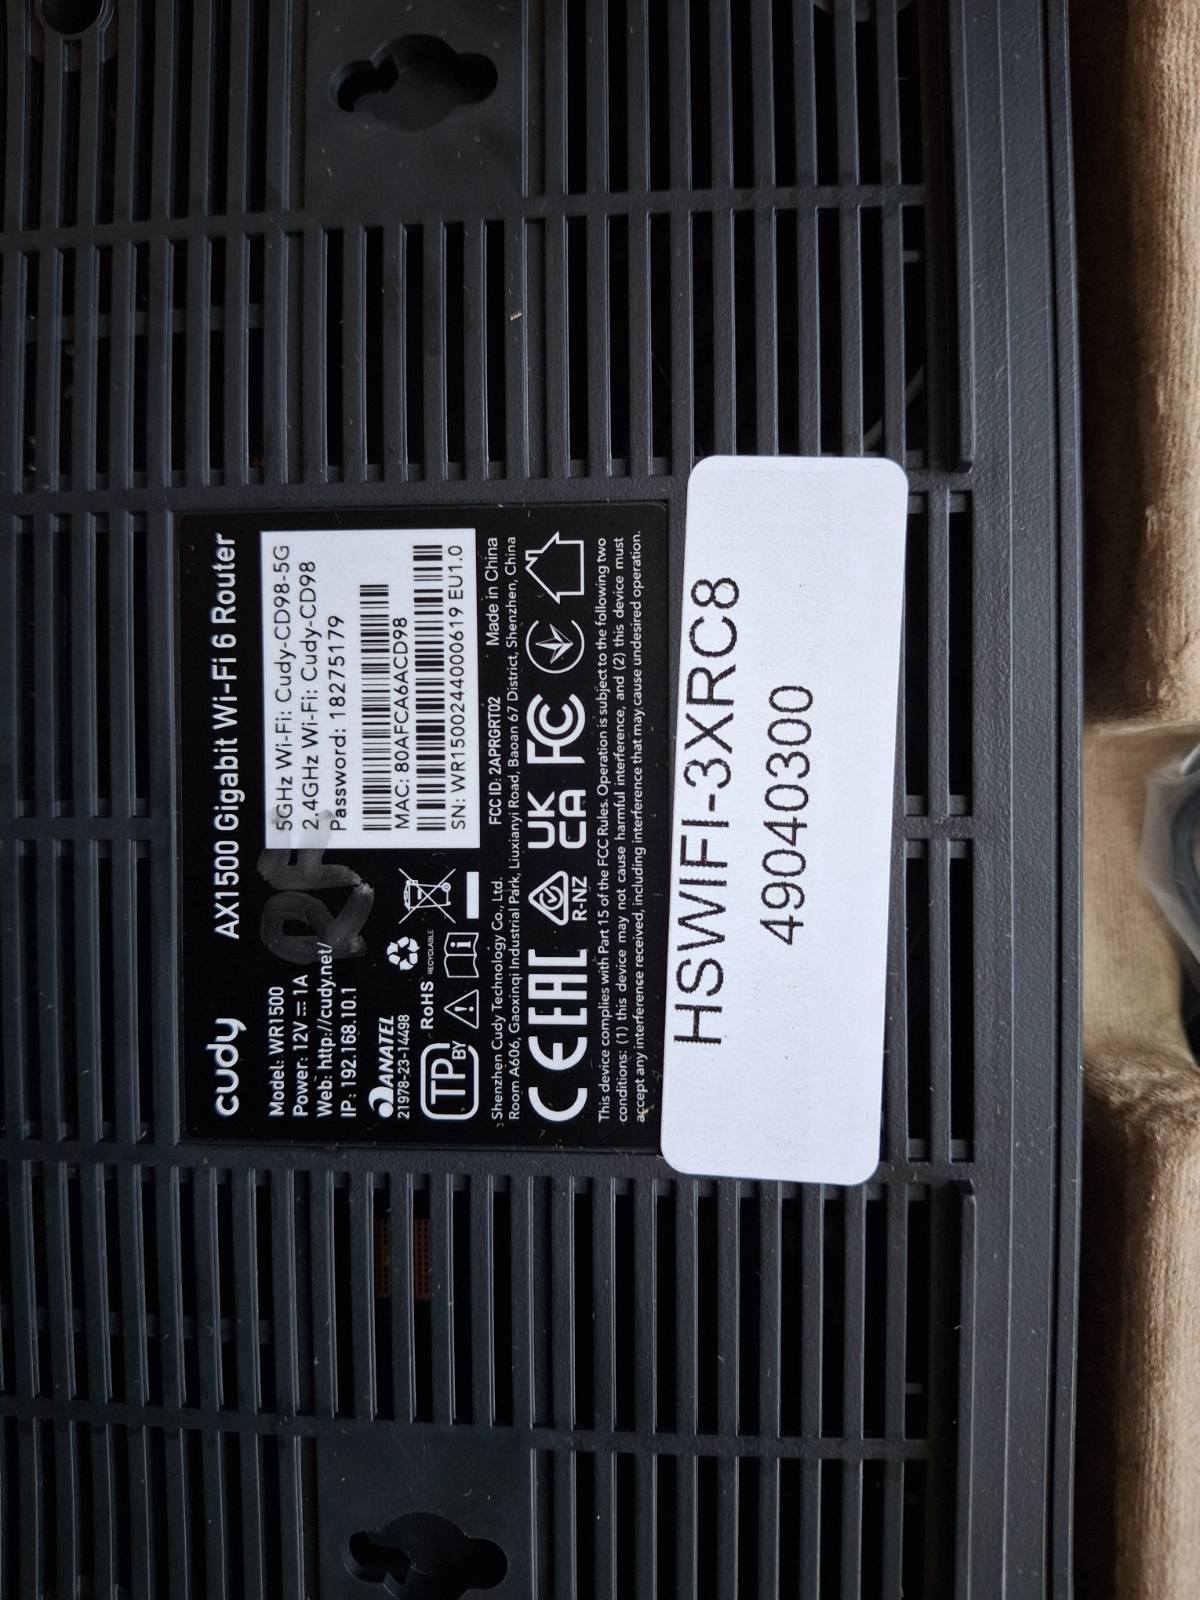 cudy AX1500 Gigabit Wi-Fi 6 Router
Model: WR1500
Power: 12V ⎓ 1A
Web: http://cudy.net/
IP: 192.168.10.1
RF
5GHz Wi-Fi: Cudy-CD98-5G
2.4GHz Wi-Fi: Cudy-CD98
Password: 18275179
MAC: 80AFCA6ACD98
SN: WR1500244000619 EU1.0
ANATEL
21978-23-14498
RoHS
RECYCLABLE
TP BY
Shenzhen Cudy Technology Co., Ltd. FCC ID: 2APRGRT02 Made in China
Room A606, Gaoxinqi Industrial Park, Liuxianyi Road, Baoan 67 District, Shenzhen, China
CE EAC R-NZ UK CA FC
This device complies with Part 15 of the FCC Rules. Operation is subject to the following two
conditions: (1) this device may not cause harmful interference, and (2) this device must
accept any interference received, including interference that may cause undesired operation.
HSWIFI-3XRC8
49040300